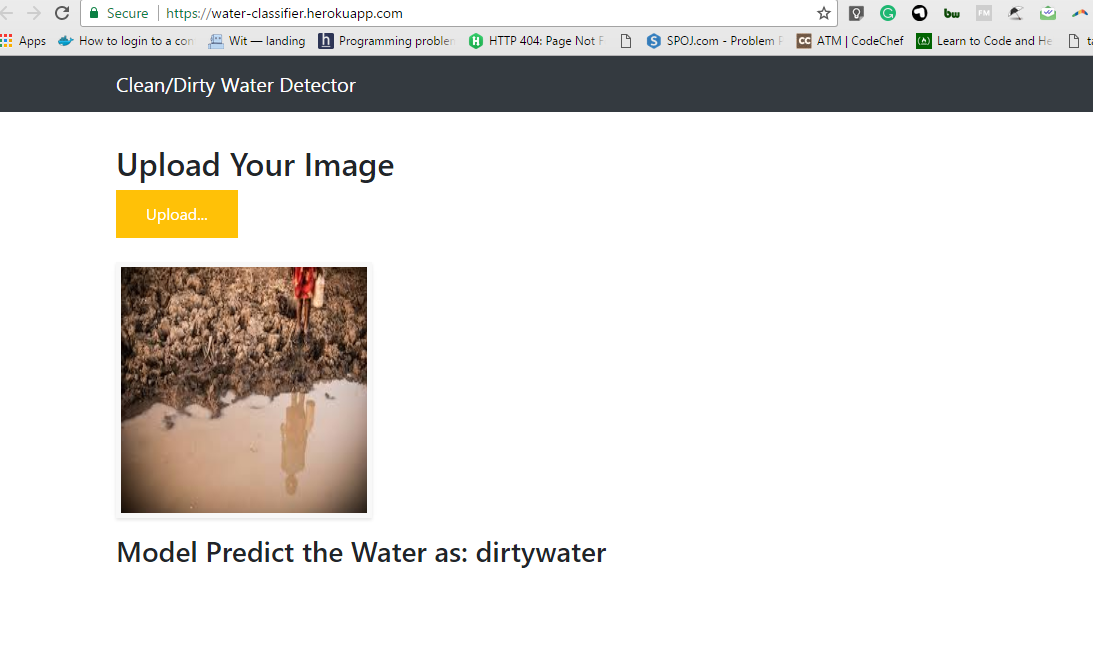 Secure https://water-classifier.herokuapp.com
Apps How to login to a con Wit — landing Programming problem HTTP 404: Page Not F SPOJ.com - Problem ATM | CodeChef Learn to Code and He
Clean/Dirty Water Detector
Upload Your Image
Upload...
Model Predict the Water as: dirtywater